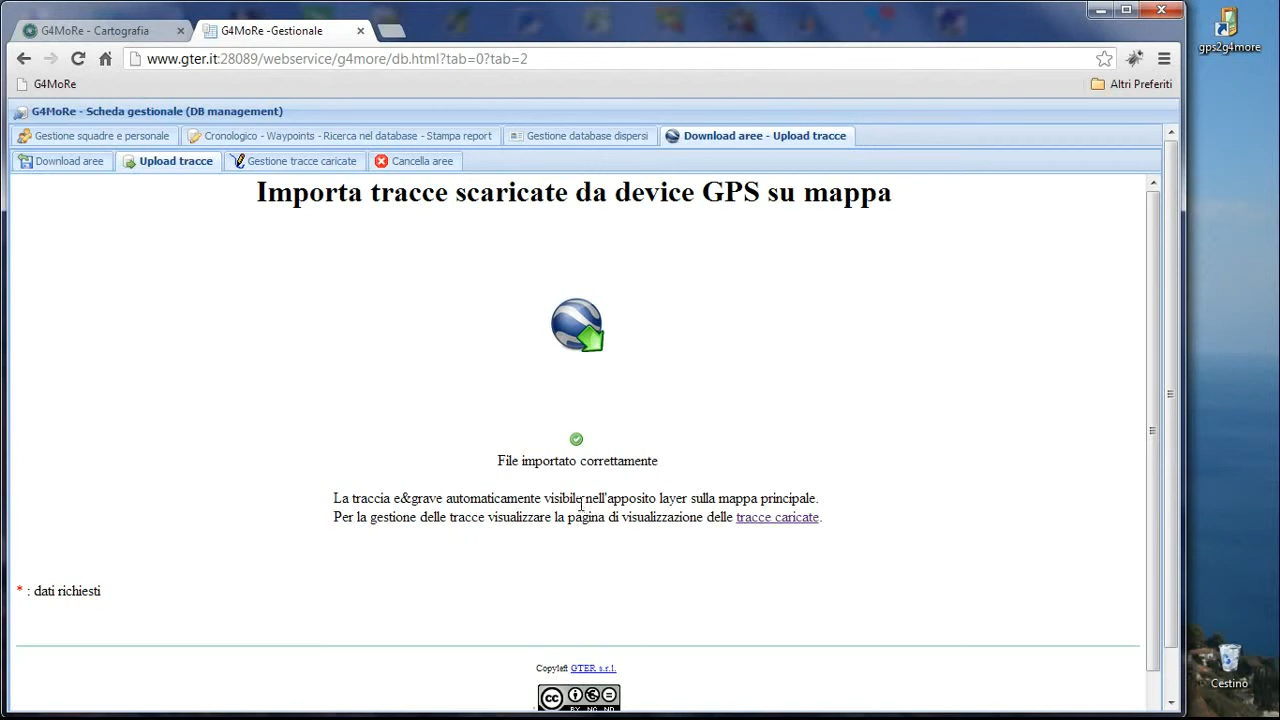 G4MoRe - Cartografia
G4MoRe -Gestionale
www.gter.it:28089/webservice/g4more/db.html?tab=0?tab=2
G4MoRe
Altri Preferiti
G4MoRe - Scheda gestionale (DB management)
Gestione squadre e personale
Cronologico - Waypoints - Ricerca nel database - Stampa report
Gestione database dispersi
Download aree - Upload tracce
Download aree
Upload tracce
Gestione tracce caricate
Cancella aree
Importa tracce scaricate da device GPS su mappa
File importato correttamente
La traccia e&grave automaticamente visibile nell'apposito layer sulla mappa principale.
Per la gestione delle tracce visualizzare la pagina di visualizzazione delle tracce caricate.
* : dati richiesti
Copyleft GTER s.r.l.
cc
BY NC ND
gps2g4more
Cestino